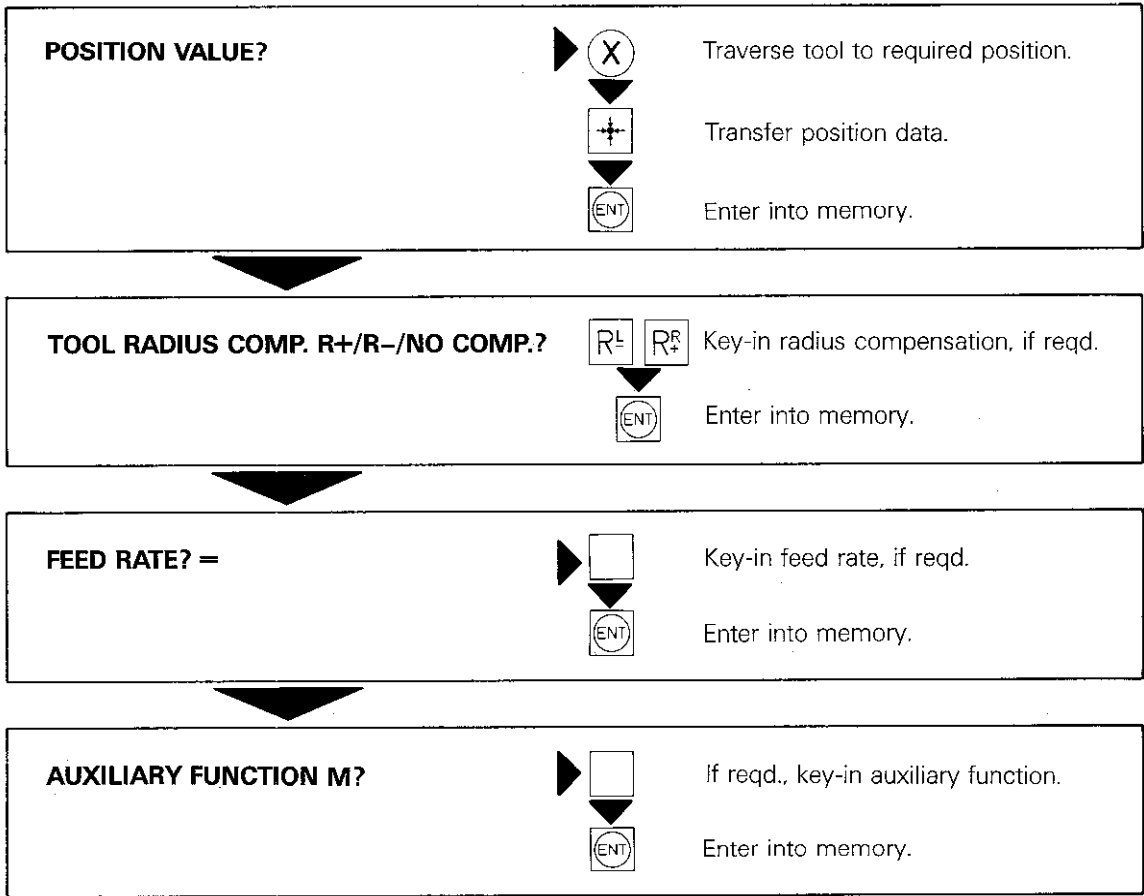 POSITION VALUE?
X Traverse tool to required position.
Transfer position data.
ENT Enter into memory.
TOOL RADIUS COMP. R+/R–/NO COMP.?
R L – R R + Key-in radius compensation, if reqd.
ENT Enter into memory.
FEED RATE? =
Key-in feed rate, if reqd.
ENT Enter into memory.
AUXILIARY FUNCTION M?
If reqd., key-in auxiliary function.
ENT Enter into memory.